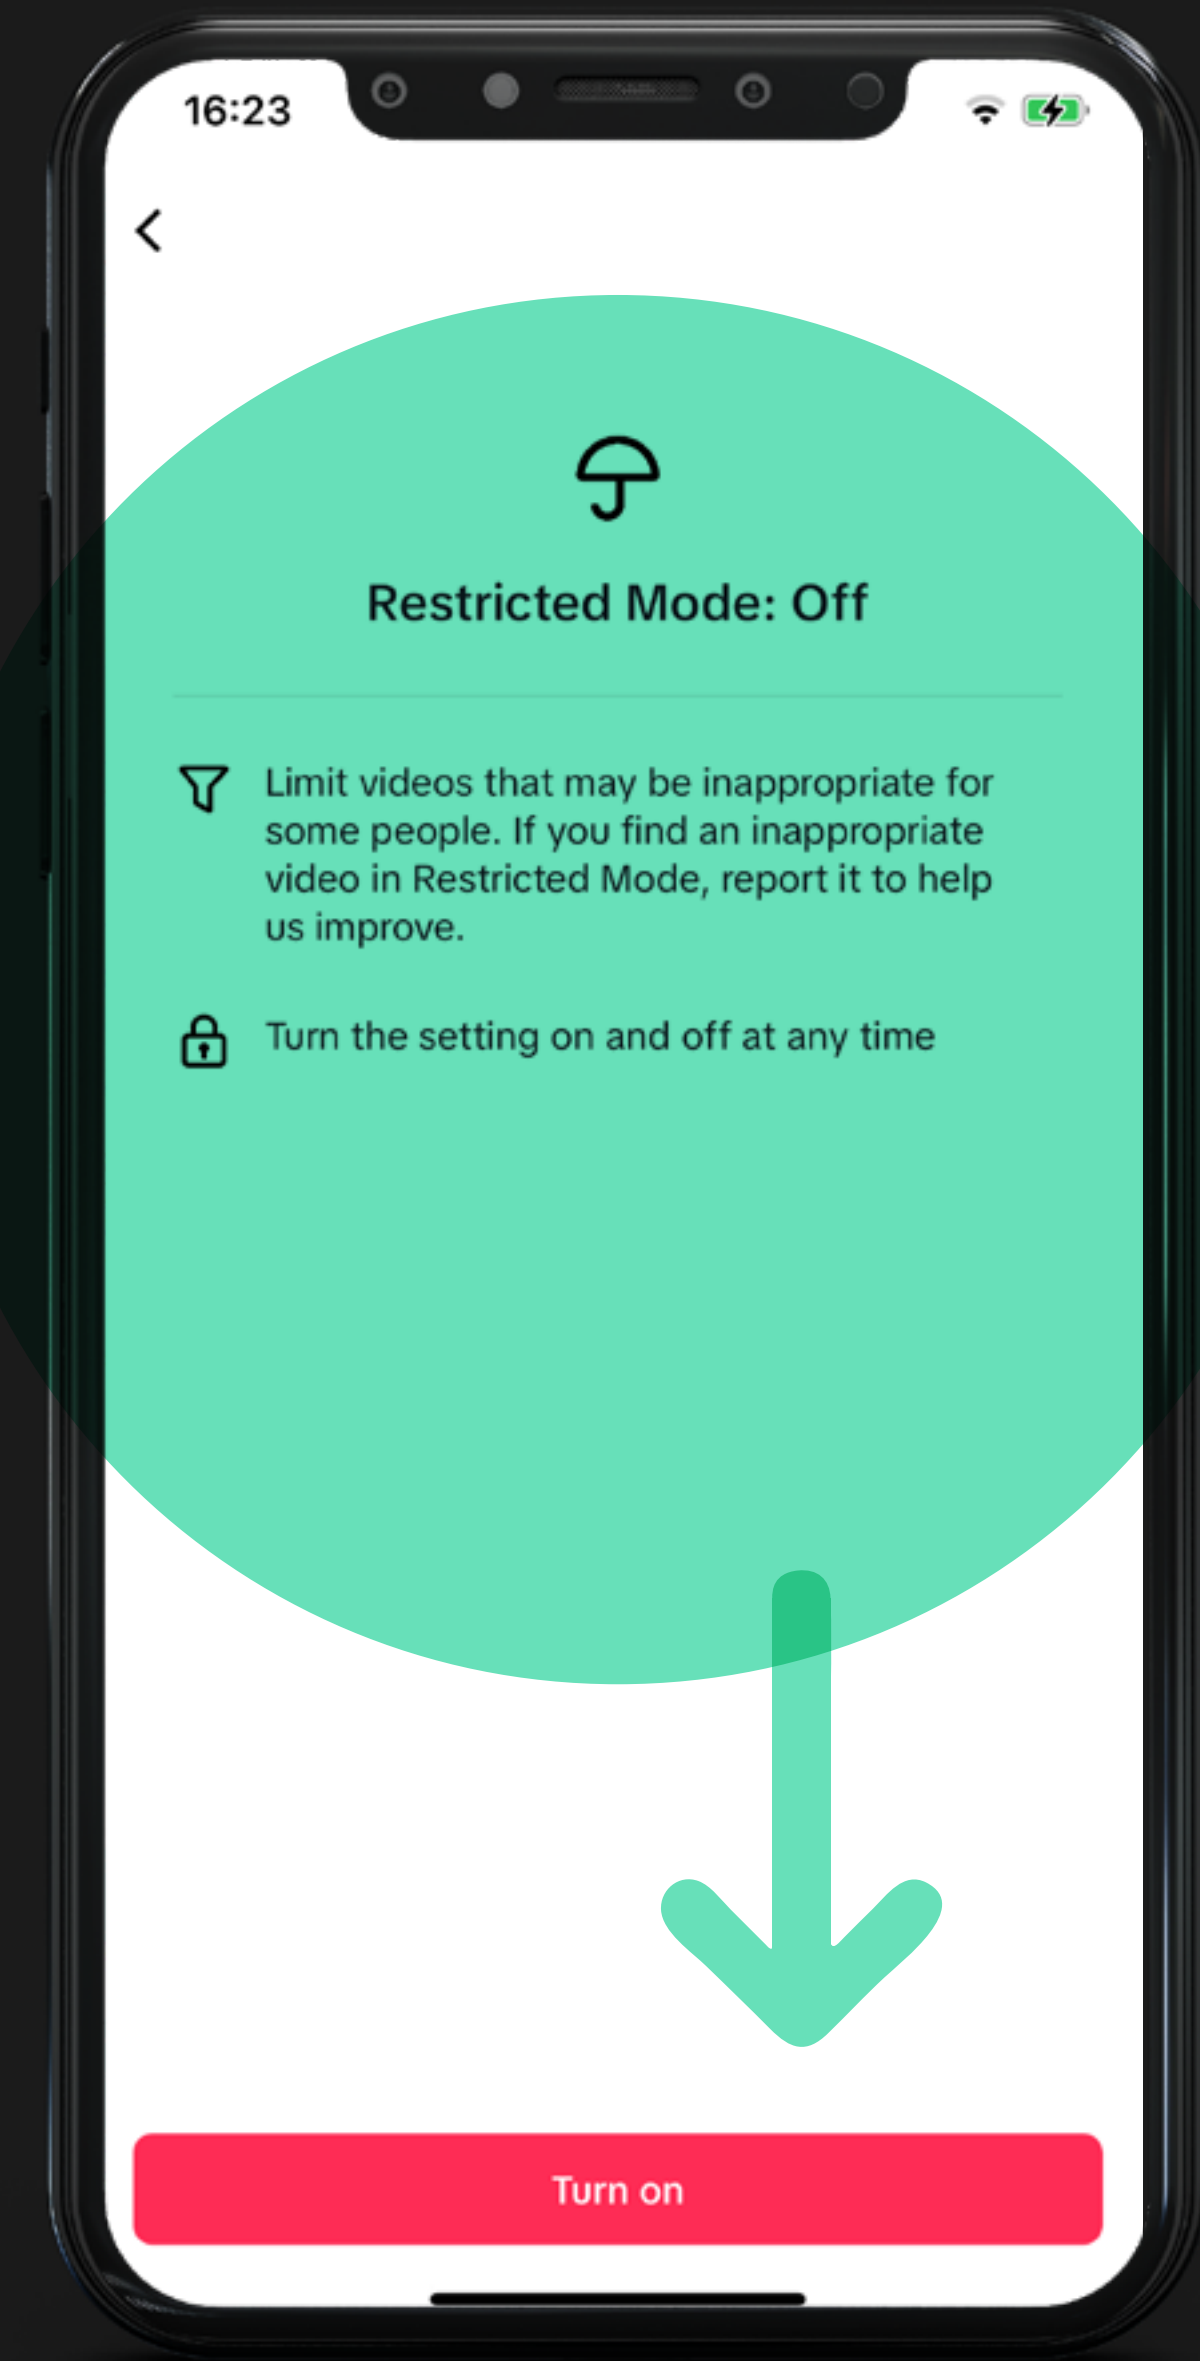 16:23
Restricted Mode: Off
Limit videos that may be inappropriate for
some people. If you find an inappropriate
video in Restricted Mode, report it to help
us improve.
Turn the setting on and off at any time
Turn on